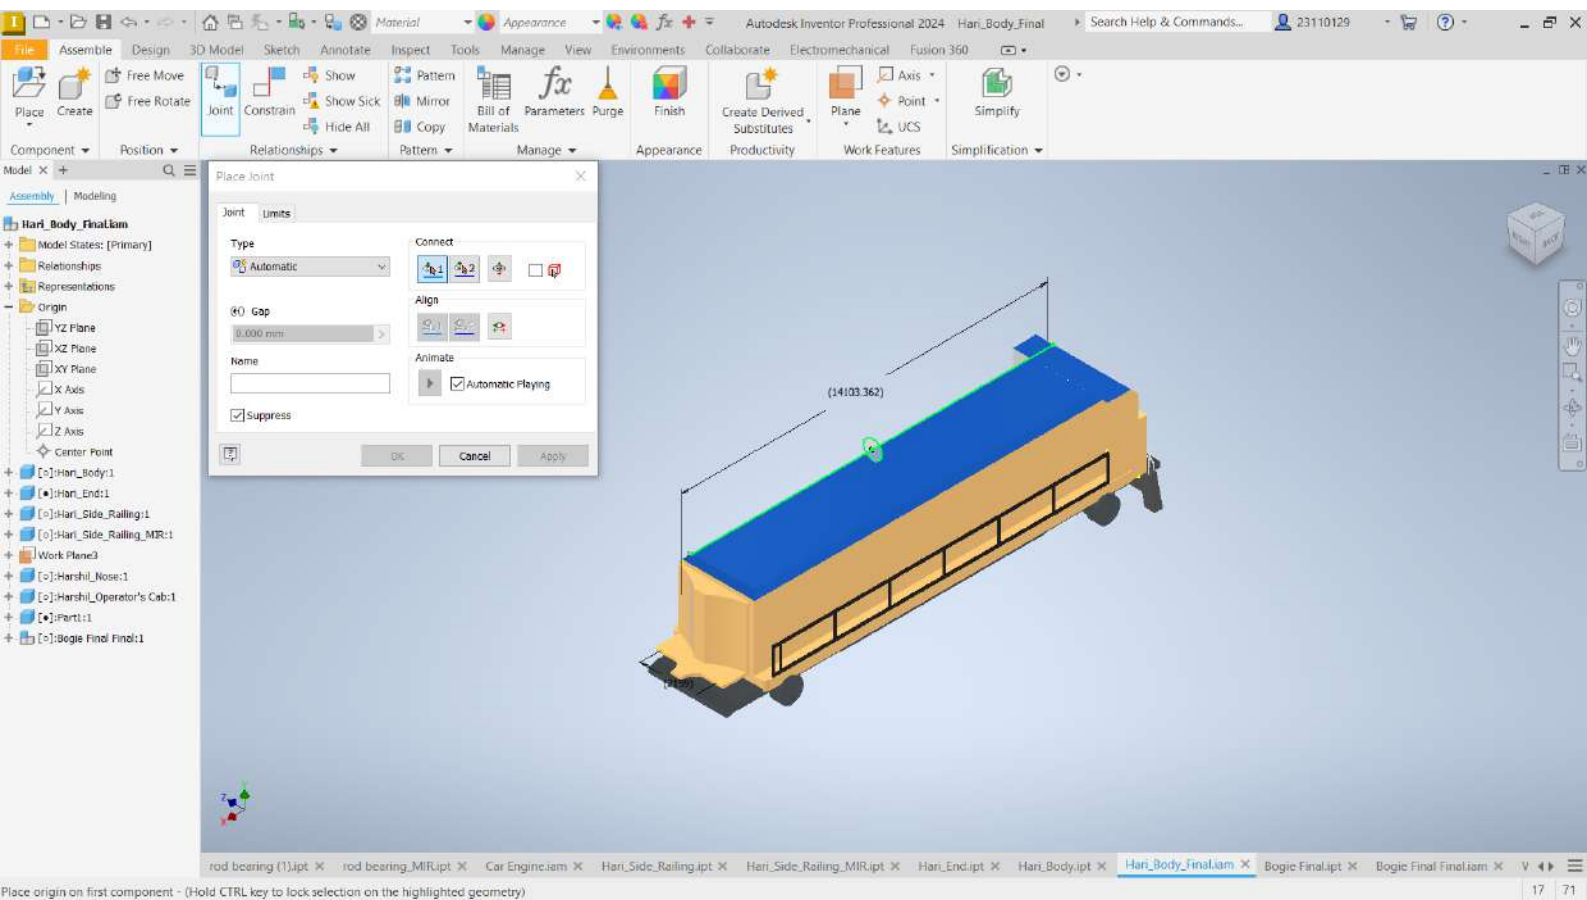 Material
Appearance
Autodesk Inventor Professional 2024 Hari_Body_Final
Search Help & Commands...
23110129
File Assemble Design 3D Model Sketch Annotate Inspect Tools Manage View Environments Collaborate Electromechanical Fusion 360
Place
Create
Free Move
Free Rotate
Joint
Constrain
Show
Show Sick
Hide All
Pattern
Mirror
Copy
Bill of
Materials
Parameters
Purge
Finish
Create Derived
Substitutes
Plane
Axis
Point
UCS
Simplify
Component Position Relationships Pattern Manage Appearance Productivity Work Features Simplification
Model
Assembly Modeling
Hari_Body_Final.iam
Model States: [Primary]
Relationships
Representations
Origin
YZ Plane
XZ Plane
XY Plane
X Axis
Y Axis
Z Axis
Center Point
Hari_Body:1
Hari_End:1
Hari_Side_Railing:1
Hari_Side_Railing_MIR:1
Work Plane3
Harshil_Nose:1
Harshil_Operator's Cab:1
Part1:1
Bogie Final Final:1
Place Joint
Joint Limits
Type
Automatic
Gap
0.000 mm
Name
Suppress
Connect
1 2
Align
Animate
Automatic Playing
OK Cancel Apply
(14103.362)
Z
X
rod bearing (1).ipt rod bearing_MIR.ipt Car Engine.iam Hari_Side_Railing.ipt Hari_Side_Railing_MIR.ipt Hari_End.ipt Hari_Body.ipt Hari_Body_Final.iam Bogie Final.ipt Bogie Final Final.iam V
Place origin on first component - (Hold CTRL key to lock selection on the highlighted geometry)
17 71